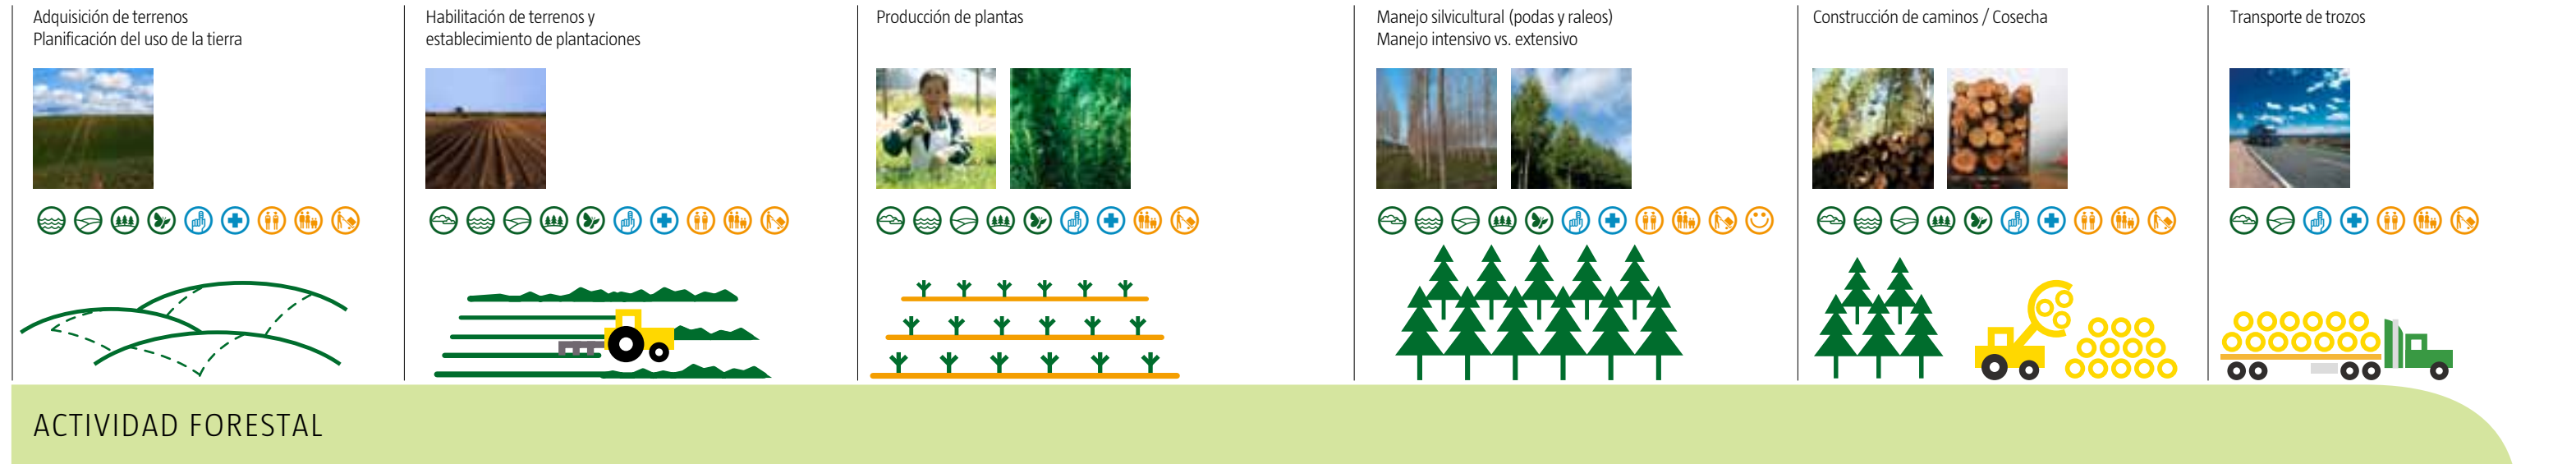 Adquisición de terrenos
Planificación del uso de la tierra
Habilitación de terrenos y
establecimiento de plantaciones
Producción de plantas
Manejo silvicultural (podas y raleos)
Manejo intensivo vs. extensivo
Construcción de caminos / Cosecha
Transporte de trozos
ACTIVIDAD FORESTAL